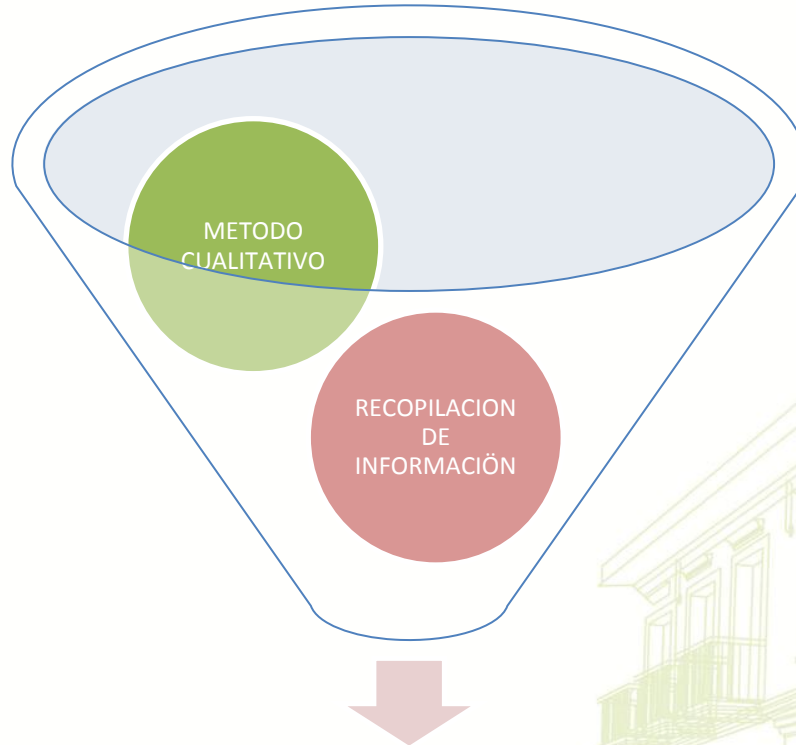 METODO
CUALITATIVO
RECOPILACION
DE
INFORMACIÖN